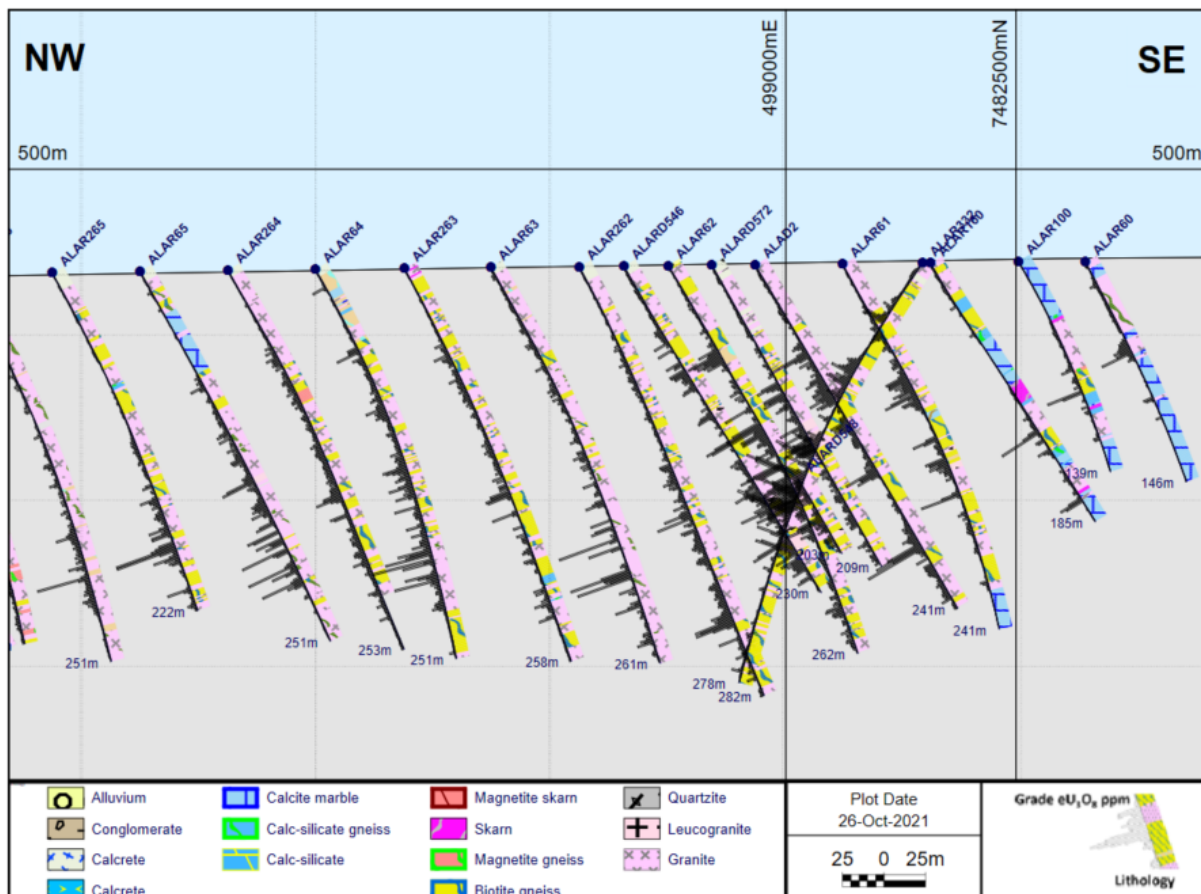 NW
SE
499000mE
7482500mN
500m
500m
ALAR265
ALAR65
ALAR264
ALAR64
ALAR263
ALAR63
ALAR262
ALARD546
ALAR62
ALARD572
ALAD2
ALAR61
ALAR100
ALAR60
251m
222m
251m
253m
251m
258m
261m
278m
282m
230m
203m
209m
262m
241m
241m
185m
139m
146m
Alluvium
Conglomerate
Calcrete
Calcrete
Calcite marble
Calc-silicate gneiss
Calc-silicate
Magnetite skarn
Skarn
Magnetite gneiss
Biotite gneiss
Quartzite
Leucogranite
Granite
Plot Date
26-Oct-2021
25 0 25m
Grade eU₃O₈ ppm
Lithology